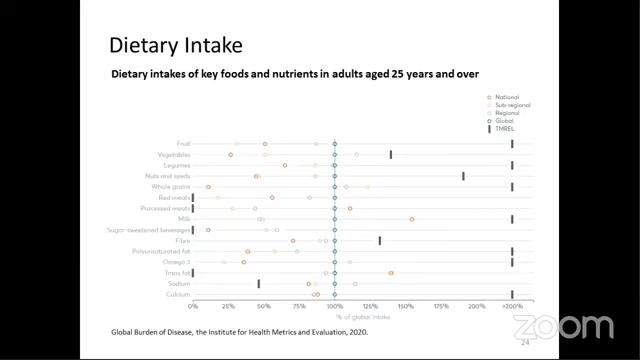 Dietary Intake
Dietary intakes of key foods and nutrients in adults aged 25 years and over
National
Sub-regional
Regional
Global
TMREL
Fruit
Vegetables
Legumes
Nuts and seeds
Whole grains
Red meats
Processed meats
Milk
Sugar-sweetened beverages
Fibre
Polyunsaturated fat
Omega 3
Trans fat
Sodium
Calcium
0% 25% 50% 75% 100% 125% 150% 175% 200% >200%
% of global intake
Global Burden of Disease, the Institute for Health Metrics and Evaluation, 2020.
zoom
24